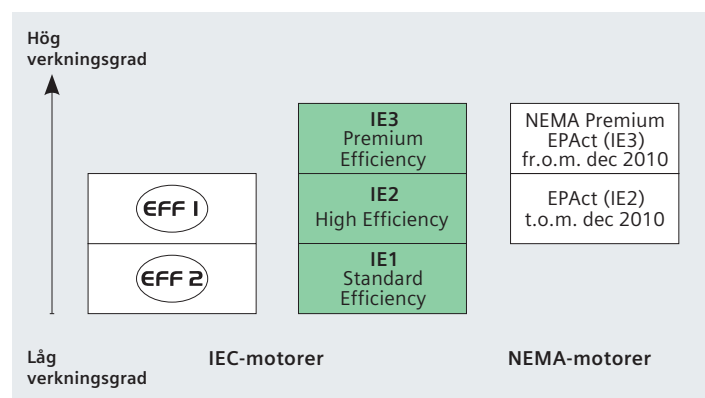 Hög
verkningsgrad
IE3
Premium
Efficiency
NEMA Premium
EPAct (IE3)
fr.o.m. dec 2010
EFF 1
IE2
High Efficiency
EPAct (IE2)
t.o.m. dec 2010
EFF 2
IE1
Standard
Efficiency
Låg
verkningsgrad
IEC-motorer
NEMA-motorer